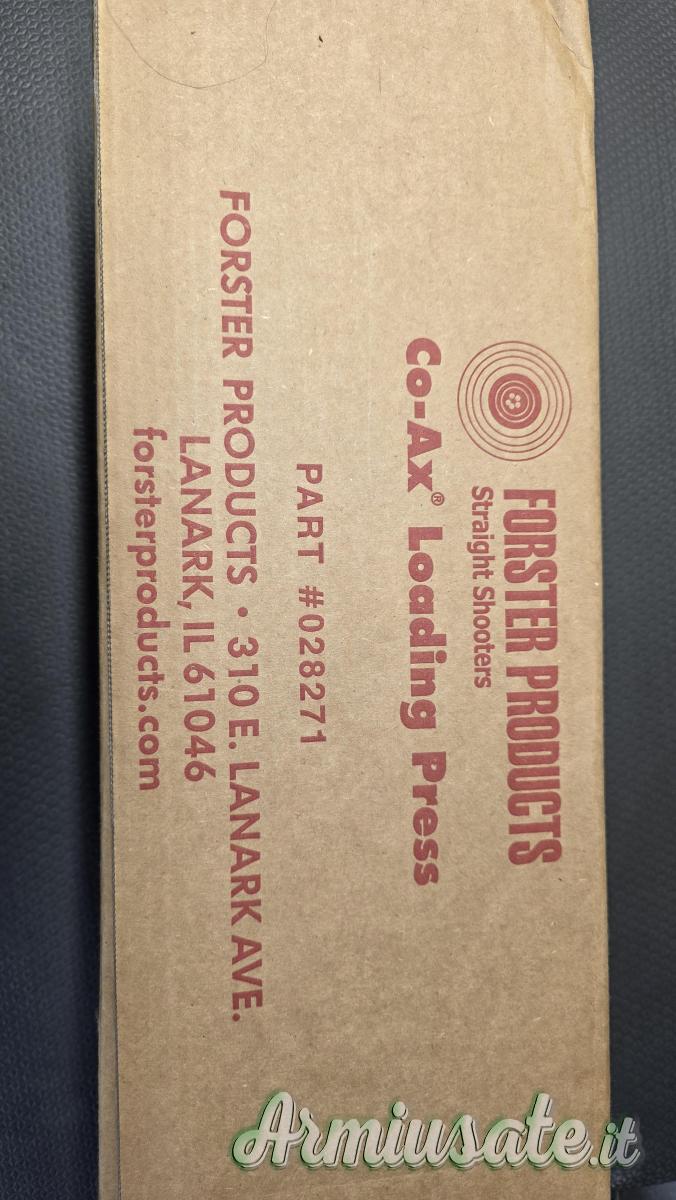 FORSTER PRODUCTS
Straight Shooters
Co-Ax® Loading Press
PART #028271
FORSTER PRODUCTS • 310 E. LANARK AVE.
LANARK, IL 61046
forsterproducts.com
Armiusate.it